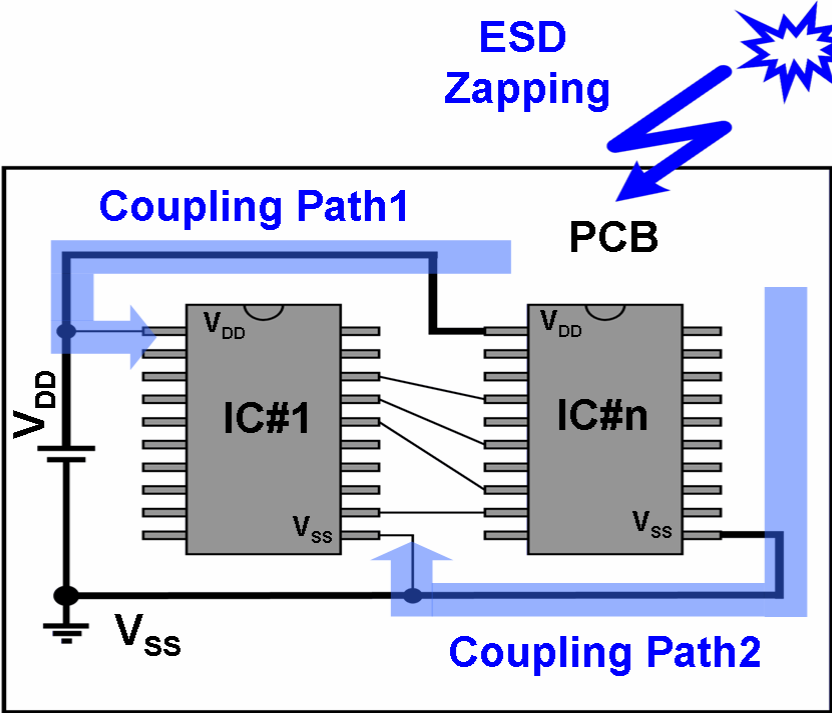 ESD
Zapping
Coupling Path1
PCB
VDD
VDD
IC#1
IC#n
VDD
VSS
VSS
VSS
Coupling Path2